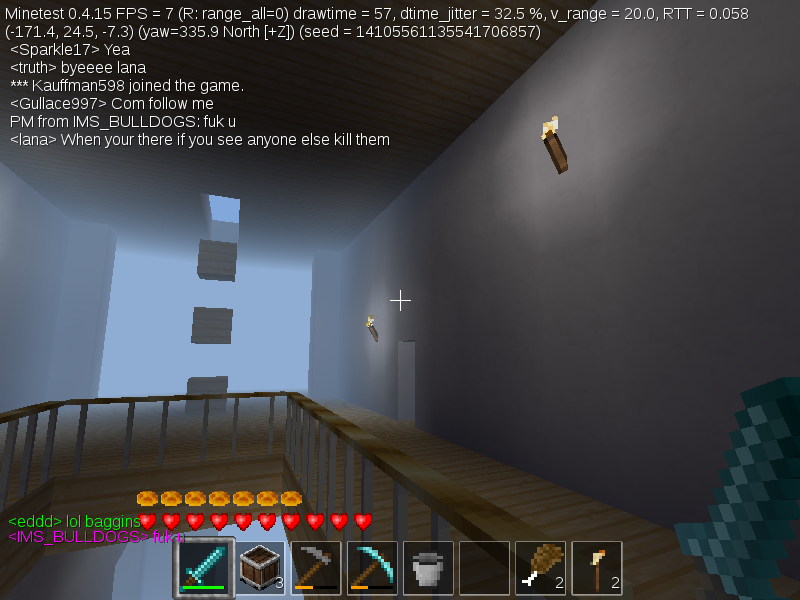 Minetest 0.4.15 FPS = 7 (R: range_all=0) drawtime = 57, dtime_jitter = 32.5 %, v_range = 20.0, RTT = 0.058
(-171.4, 24.5, -7.3) (yaw=335.9 North [+Z]) (seed = 14105561135541706857)
<Sparkle17> Yea
<truth> byeeee lana
*** Kauffman598 joined the game.
<Gullace997> Com follow me
PM from IMS_BULLDOGS: fuk u
<lana> When your there if you see anyone else kill them
<eddd> lol baggins
<IMS_BULLDOGS> fuk u
3
2
2